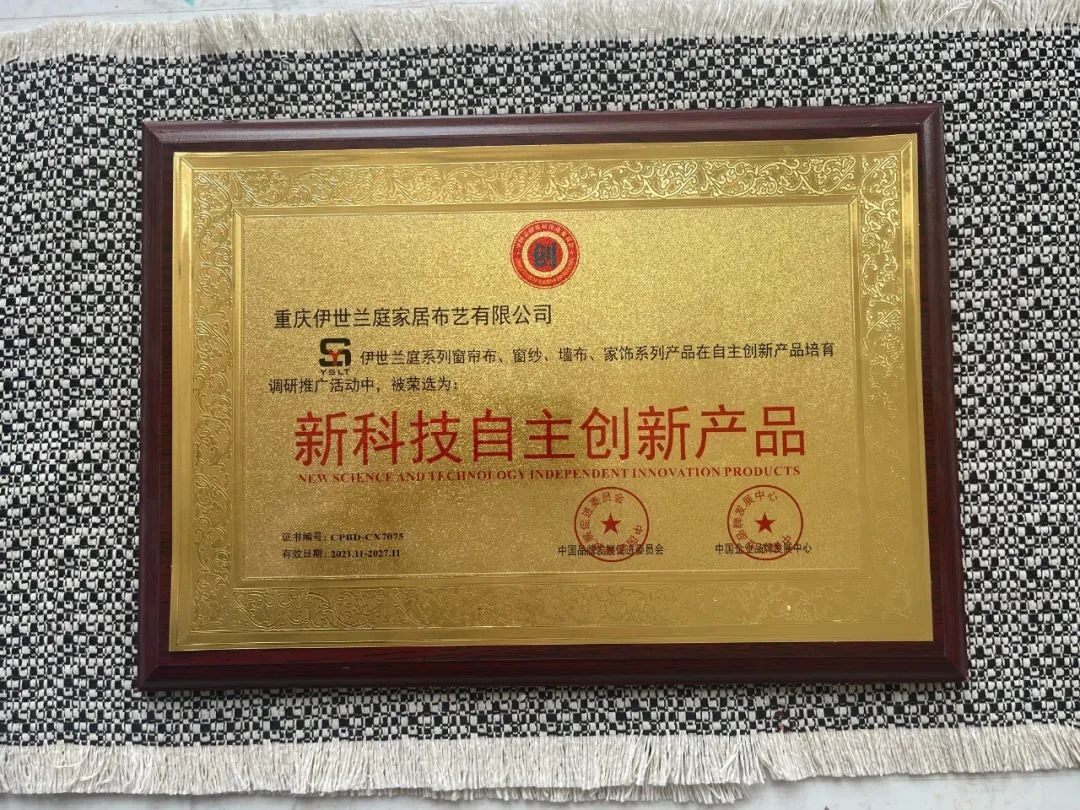 创
重庆伊世兰庭家居布艺有限公司
YSLT
伊世兰庭系列窗帘布、窗纱、墙布、家饰系列产品在自主创新产品培育
调研推广活动中，被荣选为：
新科技自主创新产品
NEW SCIENCE AND TECHNOLOGY INDEPENDENT INNOVATION PRODUCTS
证书编号：CPBD-CX7075
有效日期：2021.11-2027.11
中国品牌发展促进委员会
中国企业品牌发展中心